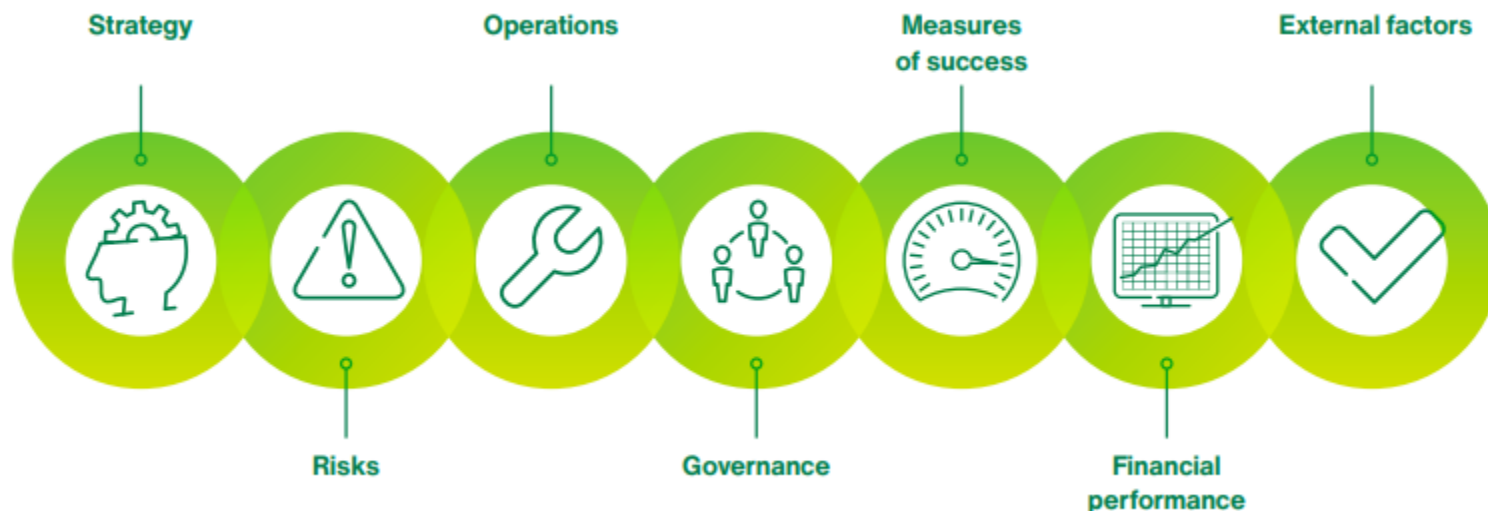 Strategy
Operations
Measures
of success
External factors
Risks
Governance
Financial
performance